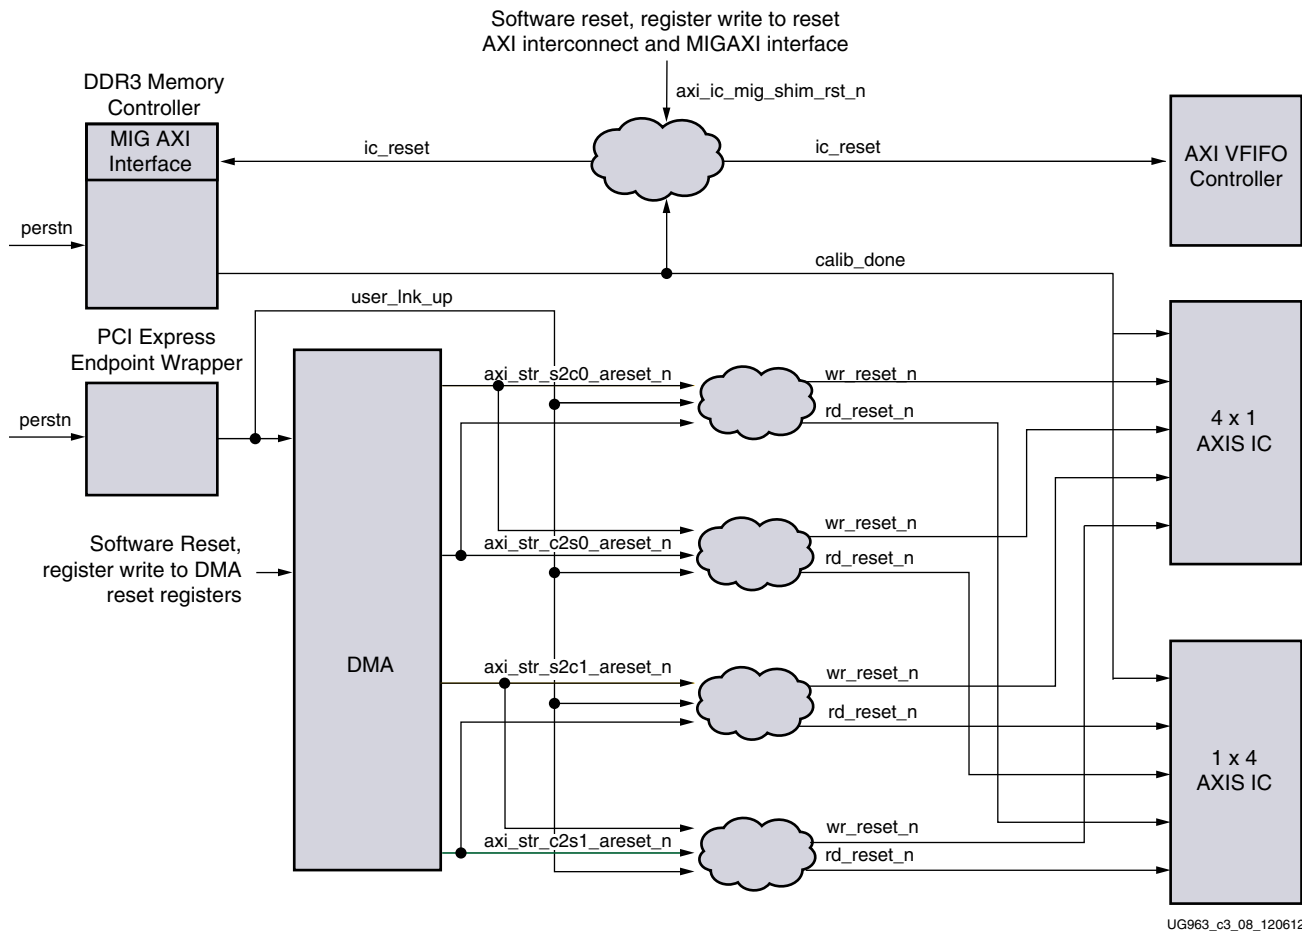 Software reset, register write to reset
AXI interconnect and MIGAXI interface
axi_ic_mig_shim_rst_n
DDR3 Memory
Controller
MIG AXI
Interface
ic_reset
ic_reset
AXI VFIFO
Controller
perstn
calib_done
user_lnk_up
PCI Express
Endpoint Wrapper
perstn
axi_str_s2c0_areset_n
wr_reset_n
rd_reset_n
4 x 1
AXIS IC
Software Reset,
register write to DMA
reset registers
axi_str_c2s0_areset_n
wr_reset_n
rd_reset_n
DMA
axi_str_s2c1_areset_n
wr_reset_n
rd_reset_n
1 x 4
AXIS IC
axi_str_c2s1_areset_n
wr_reset_n
rd_reset_n
UG963_c3_08_120612